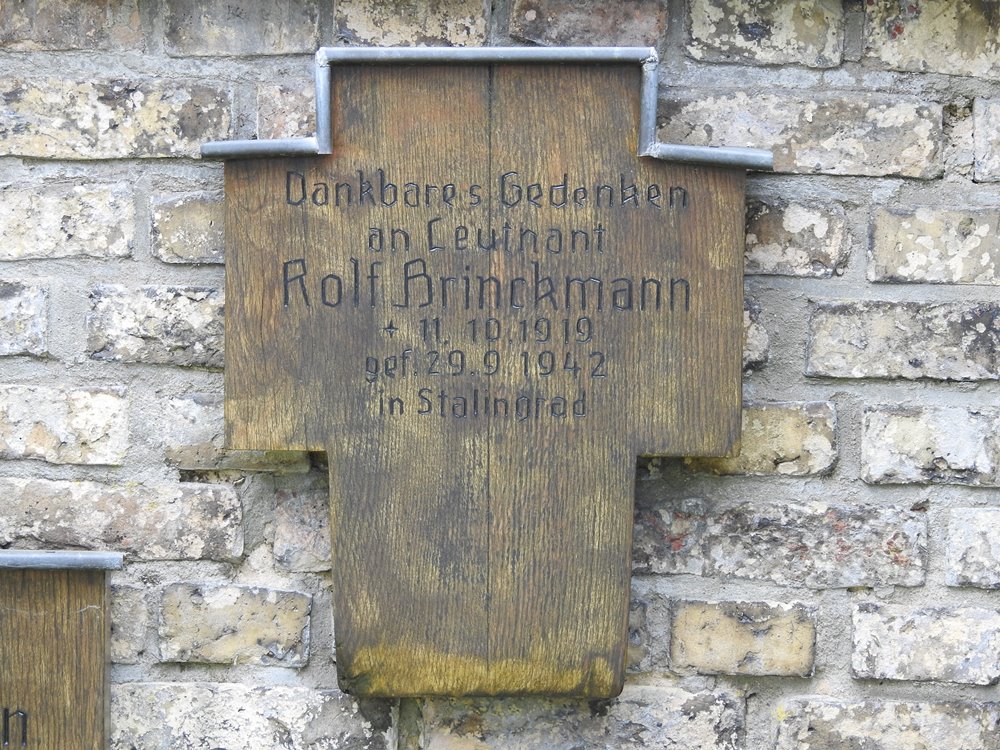 Dankbares Gedenken
an Leutnant
Rolf Brinckmann
+ 11. 10. 1919
gef. 29. 9. 1942
in Stalingrad
n